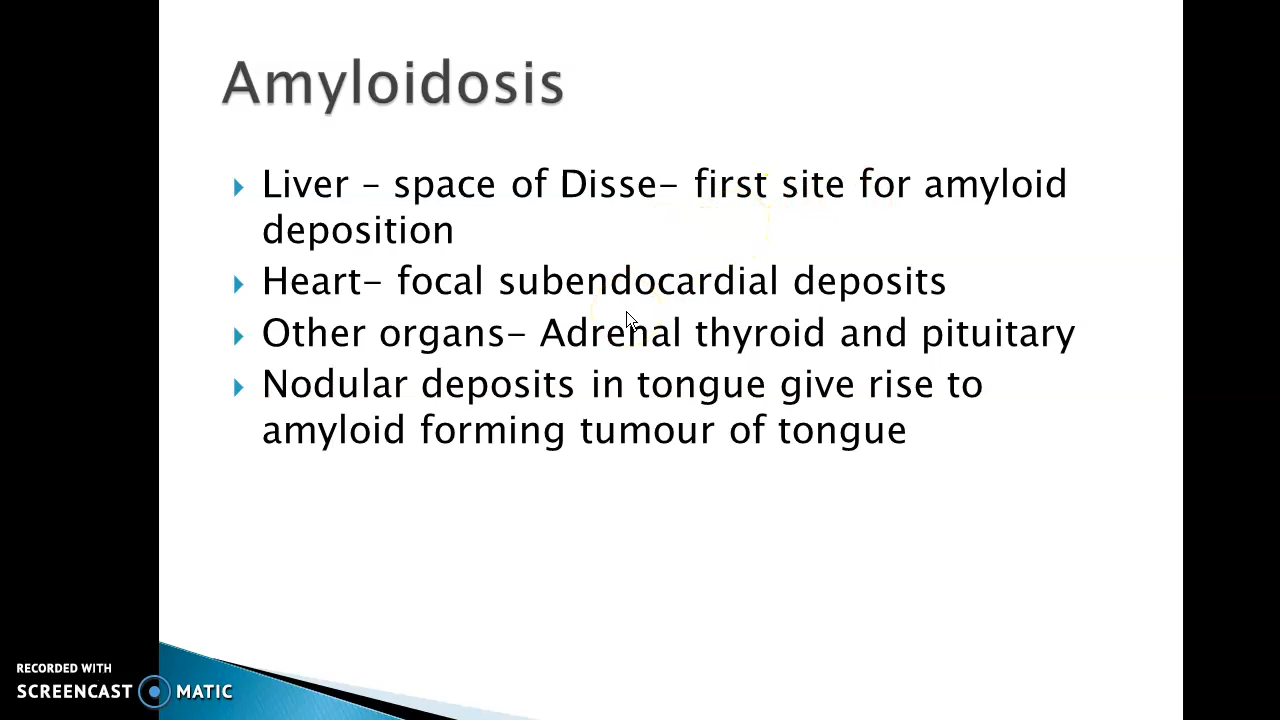 Amyloidosis
Liver – space of Disse– first site for amyloid
deposition
Heart– focal subendocardial deposits
Other organs– Adrenal thyroid and pituitary
Nodular deposits in tongue give rise to
amyloid forming tumour of tongue
RECORDED WITH
SCREENCAST MATIC